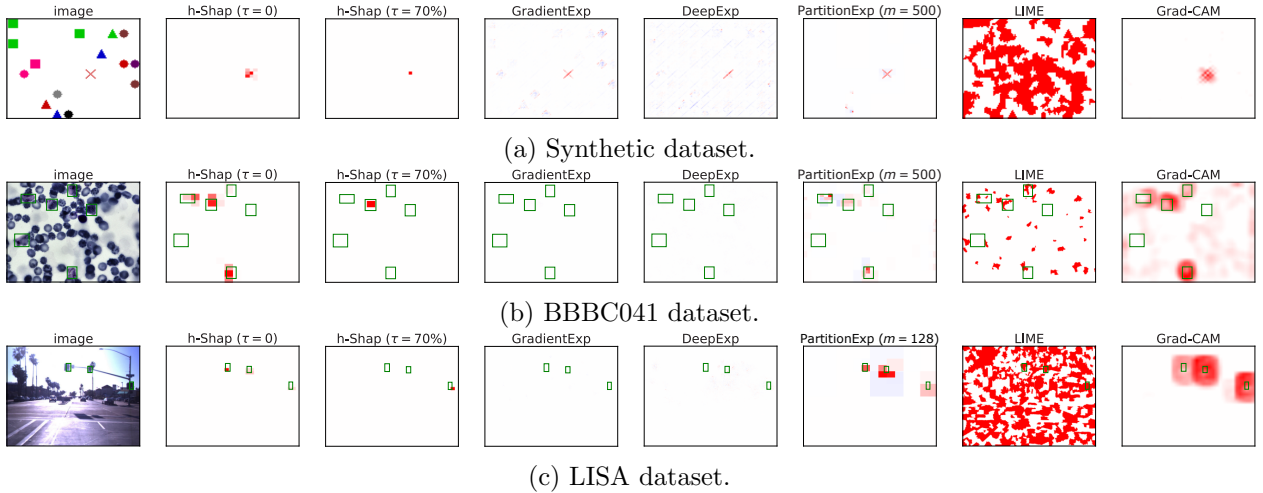 image h-Shap (τ = 0) h-Shap (τ = 70%) GradientExp DeepExp PartitionExp (m = 500) LIME Grad-CAM
(a) Synthetic dataset.
image h-Shap (τ = 0) h-Shap (τ = 70%) GradientExp DeepExp PartitionExp (m = 500) LIME Grad-CAM
(b) BBBC041 dataset.
image h-Shap (τ = 0) h-Shap (τ = 70%) GradientExp DeepExp PartitionExp (m = 128) LIME Grad-CAM
(c) LISA dataset.